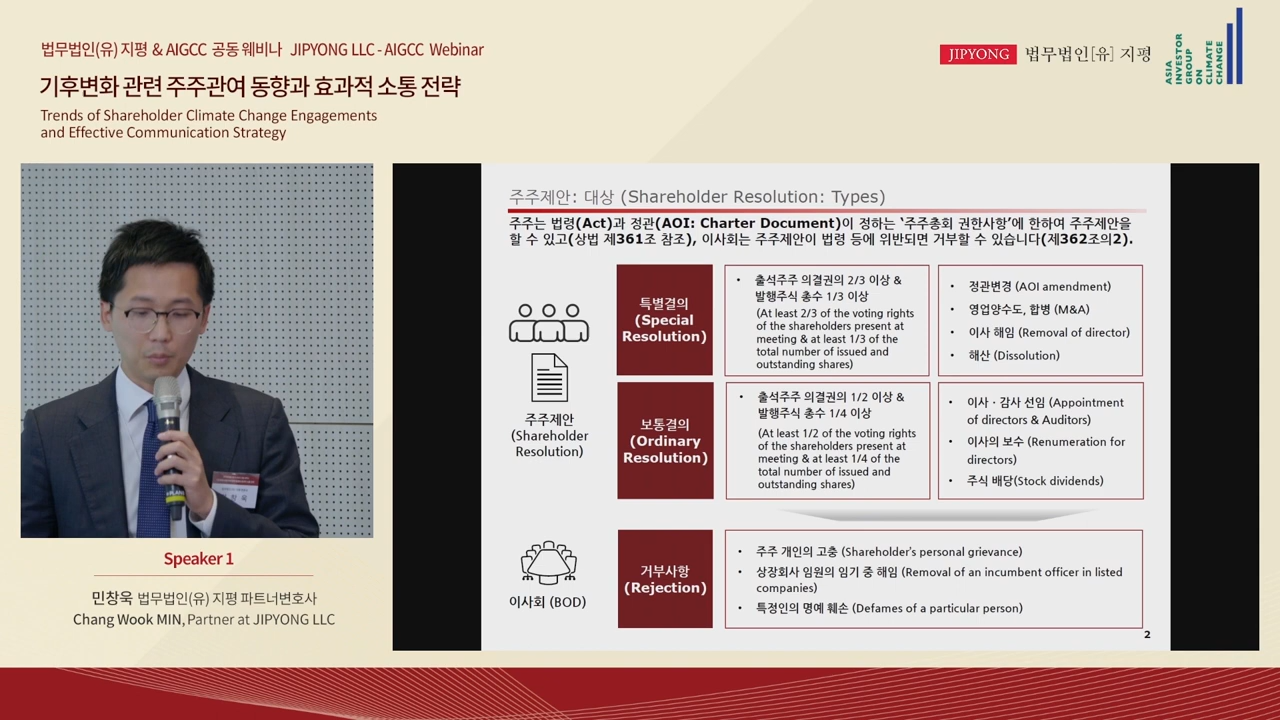 법무법인(유) 지평 & AIGCC 공동 웨비나 JIPYONG LLC - AIGCC Webinar
기후변화 관련 주주관여 동향과 효과적 소통 전략
Trends of Shareholder Climate Change Engagements
and Effective Communication Strategy
JIPYONG 법무법인[유] 지평
ASIA
INVESTOR
GROUP
ON
CLIMATE
CHANGE
Speaker 1
민창욱 법무법인(유) 지평 파트너변호사
Chang Wook MIN, Partner at JIPYONG LLC
주주제안: 대상 (Shareholder Resolution: Types)
주주는 법령(Act)과 정관(AOI: Charter Document)이 정하는 ‘주주총회 권한사항’에 한하여 주주제안을
할 수 있고(상법 제361조 참조), 이사회는 주주제안이 법령 등에 위반되면 거부할 수 있습니다(제362조의2).
주주제안
(Shareholder
Resolution)
특별결의
(Special
Resolution)
• 출석주주 의결권의 2/3 이상 &
발행주식 총수 1/3 이상
(At least 2/3 of the voting rights
of the shareholders present at
meeting & at least 1/3 of the
total number of issued and
outstanding shares)
• 정관변경 (AOI amendment)
• 영업양수도, 합병 (M&A)
• 이사 해임 (Removal of director)
• 해산 (Dissolution)
보통결의
(Ordinary
Resolution)
• 출석주주 의결권의 1/2 이상 &
발행주식 총수 1/4 이상
(At least 1/2 of the voting rights
of the shareholders present at
meeting & at least 1/4 of the
total number of issued and
outstanding shares)
• 이사 · 감사 선임 (Appointment
of directors & Auditors)
• 이사의 보수 (Renumeration for
directors)
• 주식 배당(Stock dividends)
이사회 (BOD)
거부사항
(Rejection)
• 주주 개인의 고충 (Shareholder's personal grievance)
• 상장회사 임원의 임기 중 해임 (Removal of an incumbent officer in listed
companies)
• 특정인의 명예 훼손 (Defames of a particular person)
2